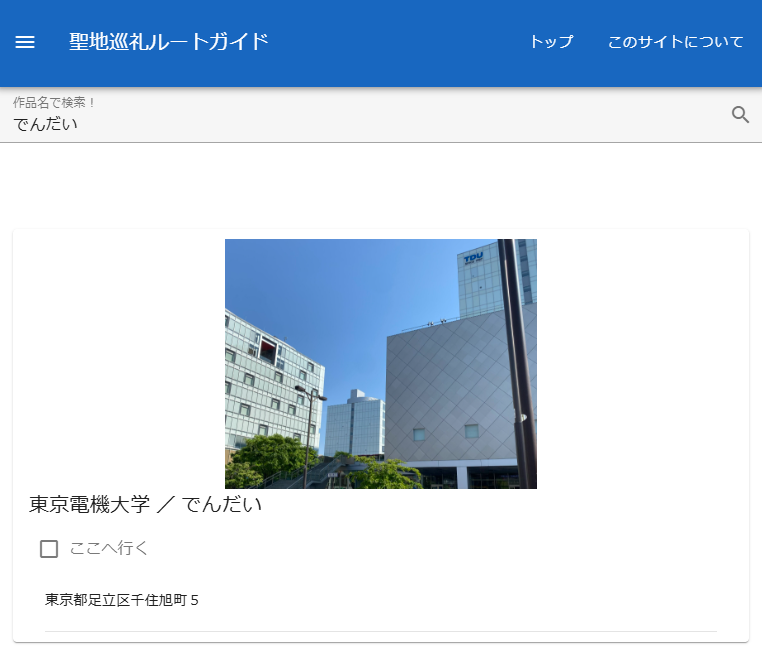 聖地巡礼ルートガイド
トップ
このサイトについて
作品名で検索！
でんだい
TDU
東京電機大学 ／ でんだい
ここへ行く
東京都足立区千住旭町５